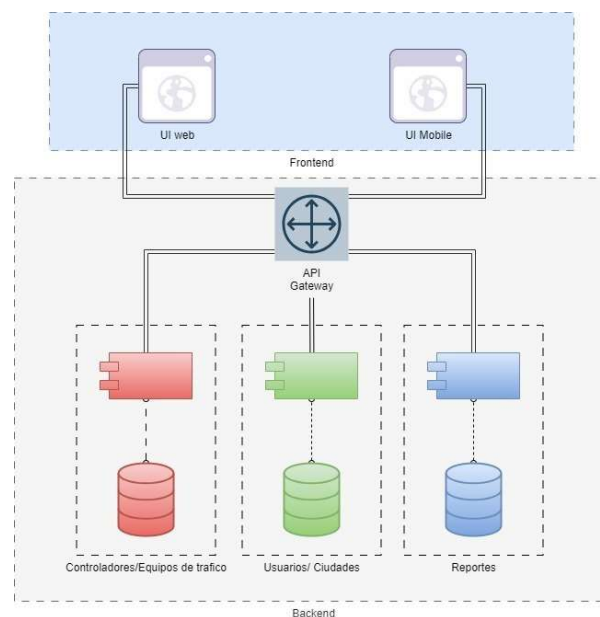 UI web
UI Mobile
Frontend
API
Gateway
Controladores/Equipos de trafico
Usuarios/ Ciudades
Reportes
Backend